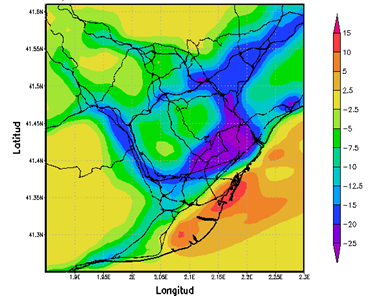 41.6N
41.55N
41.5N
41.45N
41.4N
41.35N
41.3N
Latitud
1.9E
1.95E
2E
2.05E
2.1E
2.15E
2.2E
2.25E
2.3E
Longitud
15
10
5
2.5
-2.5
-5
-7.5
-10
-12.5
-15
-20
-25